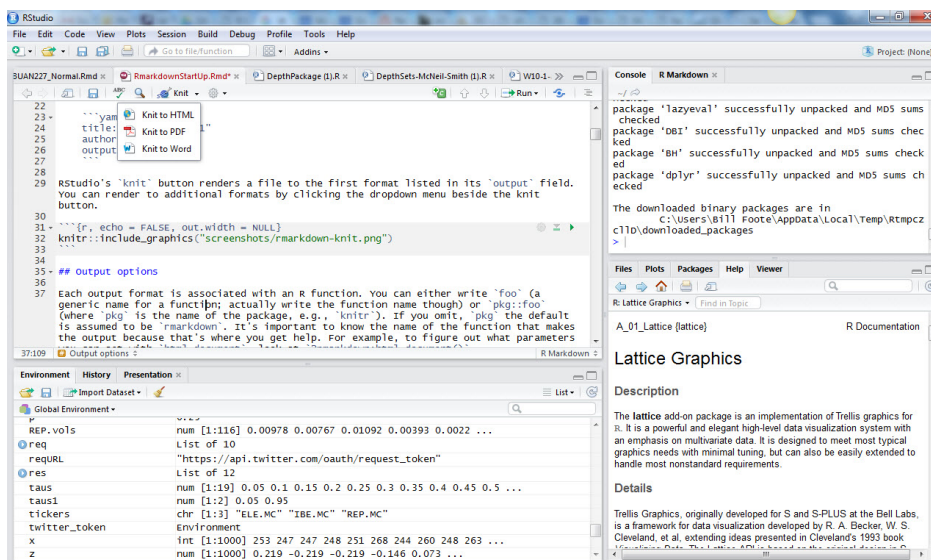 RStudio
File Edit Code View Plots Session Build Debug Profile Tools Help
Go to file/function Addins Project: (None)
3UAN227_Normal.Rmd RmarkdownStartUp.Rmd* DepthPackage (1).R DepthSets-McNeil-Smith (1).R W10-1-
Knit Run
Knit to HTML
Knit to PDF
Knit to Word
22
23 ```yam
24 title: 1"
25 author
26 output
27 ```
28
29 RStudio's `knit` button renders a file to the first format listed in its `output` field.
You can render to additional formats by clicking the dropdown menu beside the knit
button.
30
31 ```{r, echo = FALSE, out.width = NULL}
32 knitr::include_graphics("screenshots/rmarkdown-knit.png")
33 ```
34
35 ## Output options
36
37 Each output format is associated with an R function. You can either write `foo` (a
generic name for a function; actually write the function name though) or `pkg::foo`
(where `pkg` is the name of the package, e.g., `knitr`). If you omit, `pkg` the default
is assumed to be `rmarkdown`. It's important to know the name of the function that makes
the output because that's where you get help. For example, to figure out what parameters
37:109 Output options R Markdown
Environment History Presentation
Import Dataset List
Global Environment
p 0.25
REP.vols num [1:116] 0.00978 0.00767 0.01092 0.00393 0.0022 ...
req List of 10
reqURL "https://api.twitter.com/oauth/request_token"
res List of 12
taus num [1:19] 0.05 0.1 0.15 0.2 0.25 0.3 0.35 0.4 0.45 0.5 ...
taus1 num [1:2] 0.05 0.95
tickers chr [1:3] "ELE.MC" "IBE.MC" "REP.MC"
twitter_token Environment
x int [1:1000] 253 247 247 248 251 268 244 260 248 263 ...
z num [1:1000] 0.219 -0.219 -0.219 -0.146 0.073 ...
Console R Markdown
~/
package 'lazyeval' successfully unpacked and MD5 sums
checked
package 'DBI' successfully unpacked and MD5 sums chec
ked
package 'BH' successfully unpacked and MD5 sums check
ed
package 'dplyr' successfully unpacked and MD5 sums ch
ecked
The downloaded binary packages are in
C:\Users\Bill Foote\AppData\Local\Temp\Rtmpcz
cllD\downloaded_packages
>
Files Plots Packages Help Viewer
R: Lattice Graphics Find in Topic
A_01_Lattice {lattice} R Documentation
Lattice Graphics
Description
The lattice add-on package is an implementation of Trellis graphics for
R. It is a powerful and elegant high-level data visualization system with
an emphasis on multivariate data. It is designed to meet most typical
graphics needs with minimal tuning, but can also be easily extended to
handle most nonstandard requirements.
Details
Trellis Graphics, originally developed for S and S-PLUS at the Bell Labs,
is a framework for data visualization developed by R. A. Becker, W. S.
Cleveland, et al, extending ideas presented in Cleveland's 1993 book